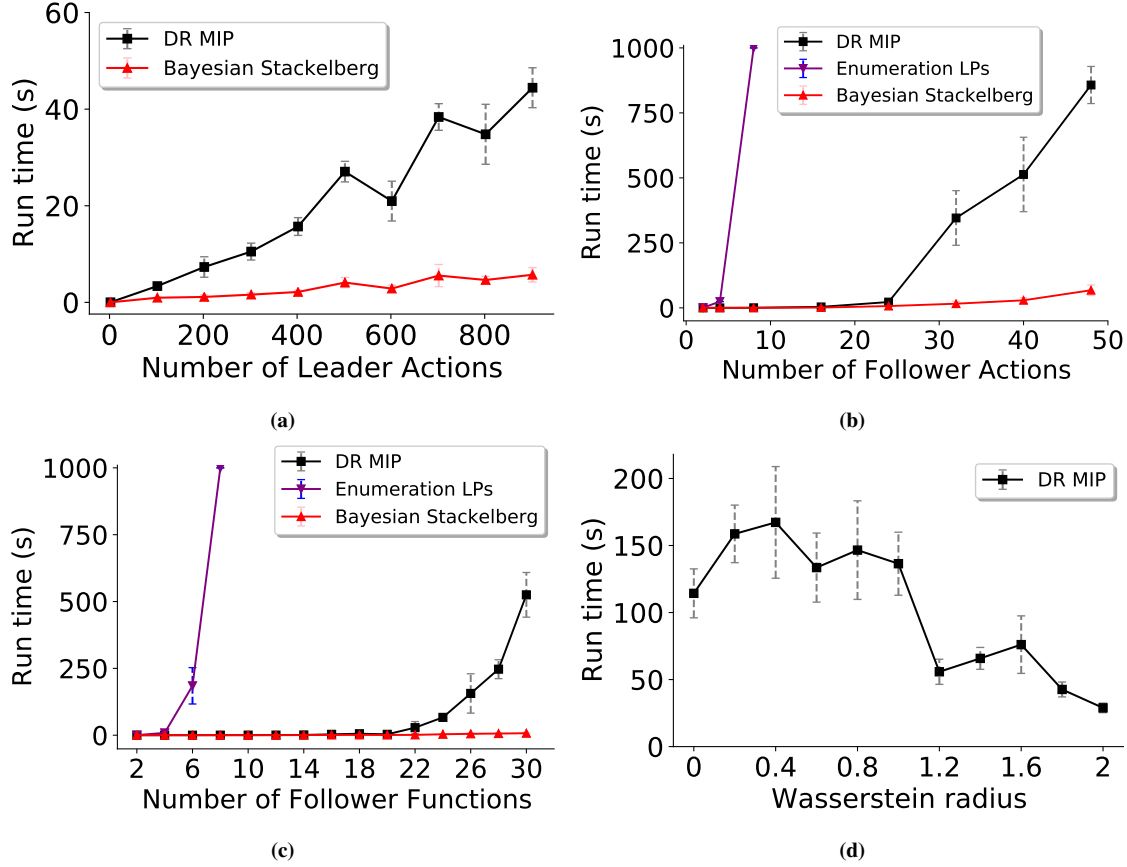 60
40
20
0
Run time (s)
DR MIP
Bayesian Stackelberg
0 200 400 600 800
Number of Leader Actions
(a)
1000
750
500
250
0
Run time (s)
DR MIP
Enumeration LPs
Bayesian Stackelberg
0 10 20 30 40 50
Number of Follower Actions
(b)
1000
750
500
250
0
Run time (s)
DR MIP
Enumeration LPs
Bayesian Stackelberg
2 6 10 14 18 22 26 30
Number of Follower Functions
(c)
200
150
100
50
0
Run time (s)
DR MIP
0 0.4 0.8 1.2 1.6 2
Wasserstein radius
(d)